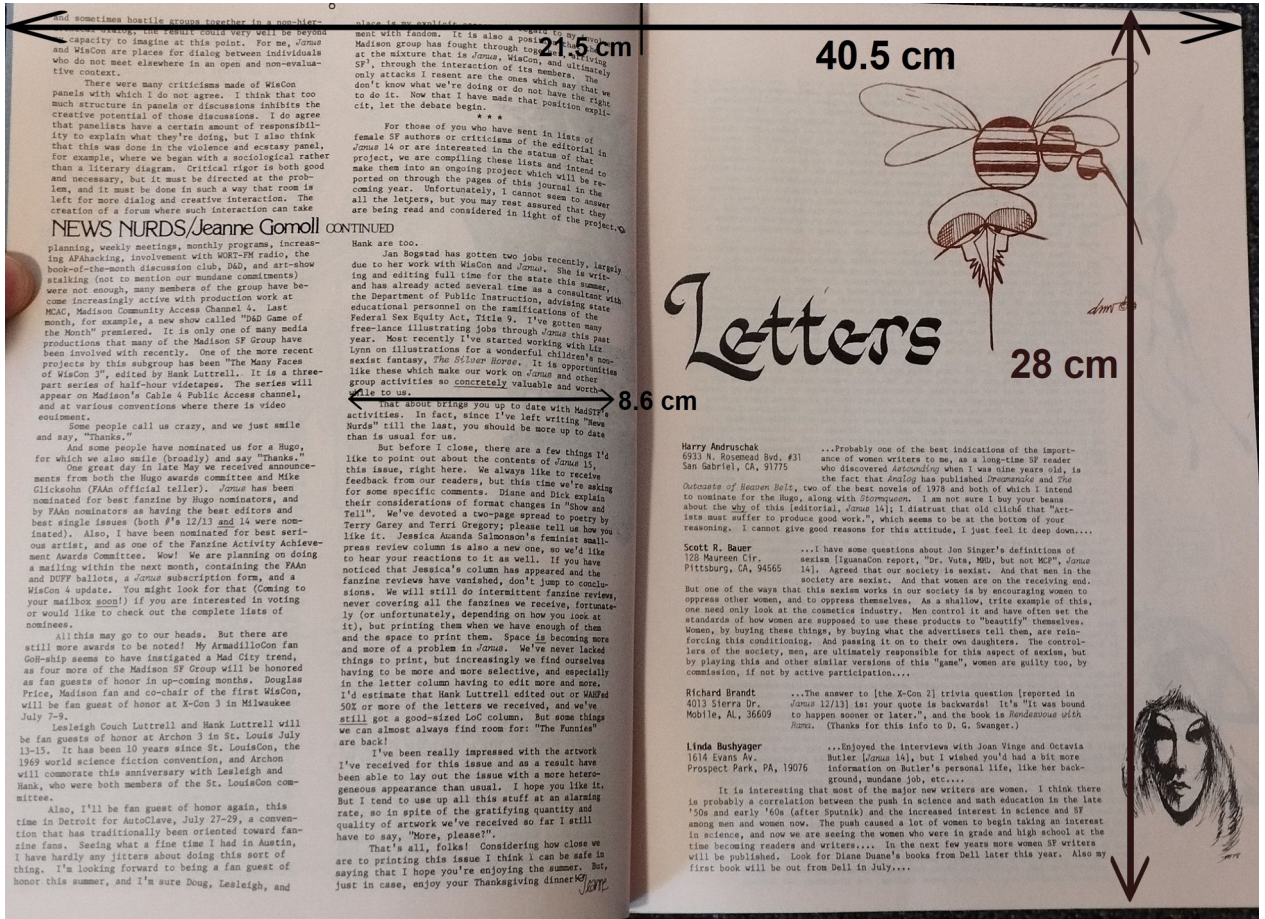 21.5 cm
40.5 cm
28 cm
8.6 cm
and sometimes hostile groups together in a non-hier-
dialog, the result could very well be beyond
capacity to imagine at this point. For me, Janus
and WisCon are places for dialog between individuals
who do not meet elsewhere in an open and non-evalua-
tive context.
There were many criticisms made of WisCon
panels with which I do not agree. I think that too
much structure in panels or discussions inhibits the
creative potential of those discussions. I do agree
that panelists have a certain amount of responsibil-
ity to explain what they're doing, but I also think
that this was done in the violence and ecstasy panel,
for example, where we began with a sociological rather
than a literary diagram. Critical rigor is both good
and necessary, but it must be directed at the prob-
lem, and it must be done in such a way that room is
left for more dialog and creative interaction. The
creation of a forum where such interaction can take
place is my explicit
ment with fandom. It is also a
Madison group has fought through
at the mixture that is Janus, WisCon, and ultimately
SF³, through the interaction of its members. The
only attacks I resent are the ones which say that we
don't know what we're doing or do not have the right
to do it. Now that I have made that position expli-
cit, let the debate begin.
* * *
For those of you who have sent in lists of
female SF authors or criticisms of the editorial in
Janus 14 or are interested in the status of that
project, we are compiling these lists and intend to
make them into an ongoing project which will be re-
ported on through the pages of this journal in the
coming year. Unfortunately, I cannot seem to answer
all the letters, but you may rest assured that they
are being read and considered in light of the project.
NEWS NURDS/Jeanne Gomoll CONTINUED
planning, weekly meetings, monthly programs, increas-
ing APAhacking, involvement with WORT-FM radio, the
book-of-the-month discussion club, D&D, and art-show
stalking (not to mention our mundane commitments)
were not enough, many members of the group have be-
come increasingly active with production work at
MCAC, Madison Community Access Channel 4. Last
month, for example, a new show called "D&D Game of
the Month" premiered. It is only one of many media
productions that many of the Madison SF Group have
been involved with recently. One of the more recent
projects by this subgroup has been "The Many Faces
of WisCon 3", edited by Hank Luttrell. It is a three-
part series of half-hour videtapes. The series will
appear on Madison's Cable 4 Public Access channel,
and at various conventions where there is video
equipment.
Some people call us crazy, and we just smile
and say, "Thanks."
And some people have nominated us for a Hugo,
for which we also smile (broadly) and say "Thanks."
One great day in late May we received announce-
ments from both the Hugo awards committee and Mike
Glicksohn (FAAn official teller). Janus has been
nominated for best fanzine by Hugo nominators, and
by FAAn nominators as having the best editors and
best single issues (both #'s 12/13 and 14 were nom-
inated). Also, I have been nominated for best seri-
ous artist, and as one of the Fanzine Activity Achieve-
ment Awards Committee. Wow! We are planning on doing
a mailing within the next month, containing the FAAn
and DUFF ballots, a Janus subscription form, and a
WisCon 4 update. You might look for that (Coming to
your mailbox soon!) if you are interested in voting
or would like to check out the complete lists of
nominees.
All this may go to our heads. But there are
still more awards to be noted! My ArmadilloCon fan
GoH-ship seems to have instigated a Mad City trend,
as four more of the Madison SF Group will be honored
as fan guests of honor in up-coming months. Douglas
Price, Madison fan and co-chair of the first WisCon,
will be fan guest of honor at X-Con 3 in Milwaukee
July 7-9.
Lesleigh Couch Luttrell and Hank Luttrell will
be fan guests of honor at Archon 3 in St. Louis July
13-15. It has been 10 years since St. LouisCon, the
1969 world science fiction convention, and Archon
will commorate this anniversary with Lesleigh and
Hank, who were both members of the St. LouisCon com-
mittee.
Also, I'll be fan guest of honor again, this
time in Detroit for AutoClave, July 27-29, a conven-
tion that has traditionally been oriented toward fan-
zine fans. Seeing what a fine time I had in Austin,
I have hardly any jitters about doing this sort of
thing. I'm looking forward to being a fan guest of
honor this summer, and I'm sure Doug, Lesleigh, and
Hank are too.
Jan Bogstad has gotten two jobs recently, largely
due to her work with WisCon and Janus. She is writ-
ing and editing full time for the state this summer,
and has already acted several time as a consultant with
the Department of Public Instruction, advising state
educational personnel on the ramifications of the
Federal Sex Equity Act, Title 9. I've gotten many
free-lance illustrating jobs through Janus this past
year. Most recently I've started working with Liz
Lynn on illustrations for a wonderful children's non-
sexist fantasy, The Silver Horse. It is opportunities
like these which make our work on Janus and other
group activities so concretely valuable and worth-
while to us.
That about brings you up to date with MadSTF's
activities. In fact, since I've left writing "News
Nurds" till the last, you should be more up to date
than is usual for us.
But before I close, there are a few things I'd
like to point out about the contents of Janus 15,
this issue, right here. We always like to receive
feedback from our readers, but this time we're asking
for some specific comments. Diane and Dick explain
their considerations of format changes in "Show and
Tell". We've devoted a two-page spread to poetry by
Terry Garey and Terri Gregory; please tell us how you
like it. Jessica Amanda Salmonson's feminist small-
press review column is also a new one, so we'd like
to hear your reactions to it as well. If you have
noticed that Jessica's column has appeared and the
fanzine reviews have vanished, don't jump to conclu-
sions. We will still do intermittent fanzine reviews,
never covering all the fanzines we receive, fortunate-
ly (or unfortunately, depending on how you look at
it), but printing them when we have enough of them
and the space to print them. Space is becoming more
and more of a problem in Janus. We've never lacked
things to print, but increasingly we find ourselves
having to be more and more selective, and especially
in the letter column having to edit more and more.
I'd estimate that Hank Luttrell edited out or WAHFed
50% or more of the letters we received, and we've
still got a good-sized LoC column. But some things
we can almost always find room for: "The Funnies"
are back!
I've been really impressed with the artwork
I've received for this issue and as a result have
been able to lay out the issue with a more hetero-
geneous appearance than usual. I hope you like it.
But I tend to use up all this stuff at an alarming
rate, so in spite of the gratifying quantity and
quality of artwork we've received so far I still
have to say, "More, please?".
That's all, folks! Considering how close we
are to printing this issue I think I can be safe in
saying that I hope you're enjoying the summer. But,
just in case, enjoy your Thanksgiving dinner!
Jeanne
Letters
Harry Andruschak
6933 N. Rosemead Bvd. #31
San Gabriel, CA, 91775
...Probably one of the best indications of the import-
ance of women writers to me, as a long-time SF reader
who discovered Astounding when I was nine years old, is
the fact that Analog has published Dreamsnake and The
Outcasts of Heaven Belt, two of the best novels of 1978 and both of which I intend
to nominate for the Hugo, along with Stormqueen. I am not sure I buy your beans
about the why of this [editorial, Janus 14]; I distrust that old cliché that "Art-
ists must suffer to produce good work.", which seems to be at the bottom of your
reasoning. I cannot give good reasons for this attitude, I just feel it deep down....
Scott R. Bauer
128 Maureen Cir.
Pittsburg, CA, 94565
...I have some questions about Jon Singer's definitions of
sexism [IguanaCon report, "Dr. Vuts, MHD, but not MCP", Janus
14]. Agreed that our society is sexist. And that men in the
society are sexist. And that women are on the receiving end.
But one of the ways that this sexism works in our society is by encouraging women to
oppress other women, and to oppress themselves. As a shallow, trite example of this,
one need only look at the cosmetics industry. Men control it and have often set the
standards of how women are supposed to use these products to "beautify" themselves.
Women, by buying these things, by buying what the advertisers tell them, are rein-
forcing this conditioning. And passing it on to their own daughters. The control-
lers of the society, men, are ultimately responsible for this aspect of sexism, but
by playing this and other similar versions of this "game", women are guilty too, by
commission, if not by active participation....
Richard Brandt
4013 Sierra Dr.
Mobile, AL, 36609
...The answer to [the X-Con 2] trivia question [reported in
Janus 12/13] is: your quote is backwards! It's "It was bound
to happen sooner or later.", and the book is Rendezvous with
Rama. (Thanks for this info to D. G. Swanger.)
Linda Bushyager
1614 Evans Av.
Prospect Park, PA, 19076
...Enjoyed the interviews with Joan Vinge and Octavia
Butler [Janus 14], but I wished you'd had a bit more
information on Butler's personal life, like her back-
ground, mundane job, etc....
It is interesting that most of the major new writers are women. I think there
is probably a correlation between the push in science and math education in the late
'50s and early '60s (after Sputnik) and the increased interest in science and SF
among men and women now. The push caused a lot of women to begin taking an interest
in science, and now we are seeing the women who were in grade and high school at the
time becoming readers and writers.... In the next few years more women SF writers
will be published. Look for Diane Duane's books from Dell later this year. Also my
first book will be out from Dell in July....